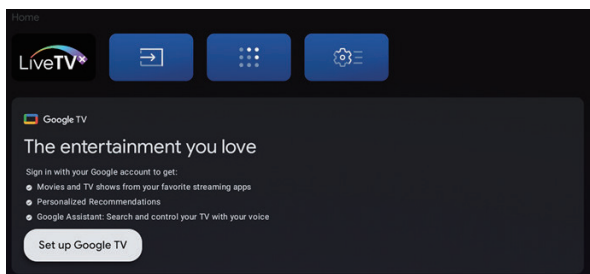 Home
LiveTVx
Google TV
The entertainment you love
Sign in with your Google account to get:
Movies and TV shows from your favorite streaming apps
Personalized Recommendations
Google Assistant: Search and control your TV with your voice
Set up Google TV